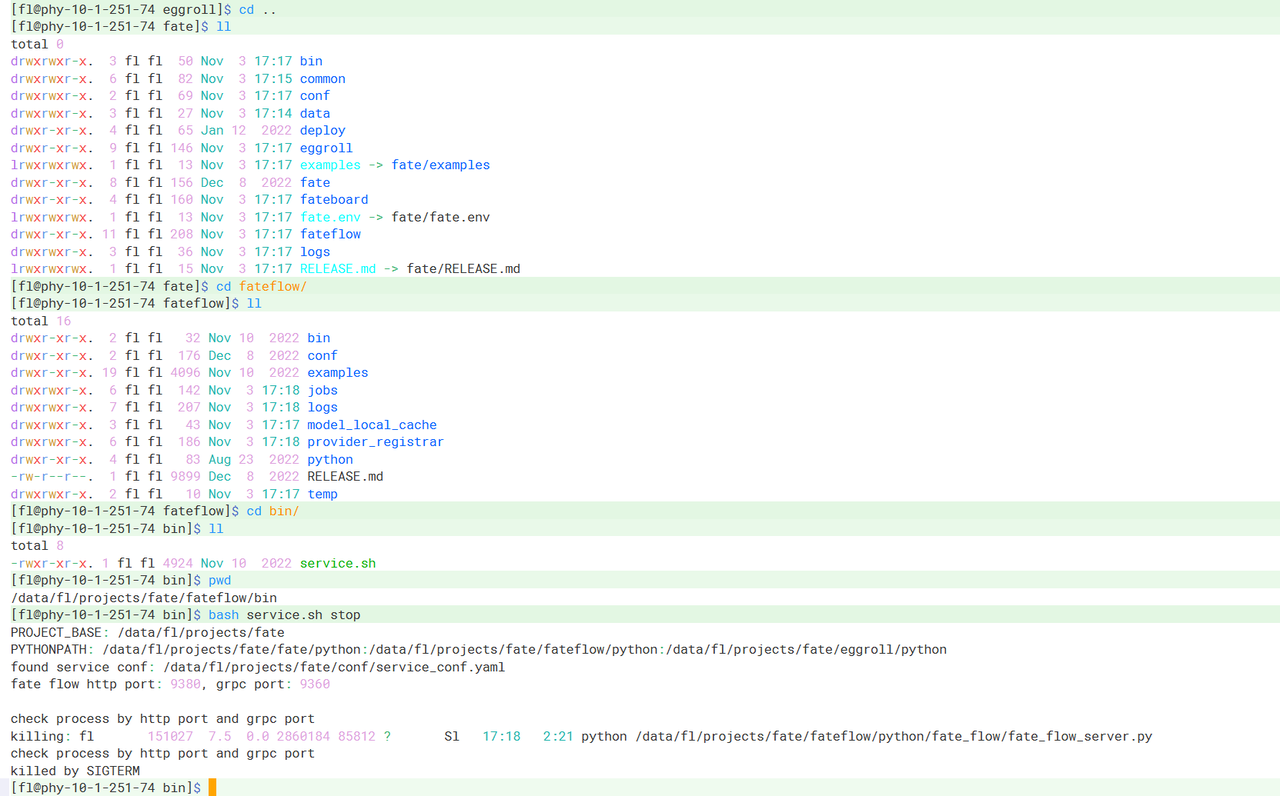 [fl@phy-10-1-251-74 eggroll]$ cd ..
[fl@phy-10-1-251-74 fate]$ ll
total 0
drwxrwxr-x.  3 fl fl  50 Nov  3 17:17 bin
drwxrwxr-x.  6 fl fl  82 Nov  3 17:15 common
drwxrwxr-x.  2 fl fl  69 Nov  3 17:17 conf
drwxrwxr-x.  3 fl fl  27 Nov  3 17:14 data
drwxr-xr-x.  4 fl fl  65 Jan 12  2022 deploy
drwxr-xr-x.  9 fl fl 146 Nov  3 17:17 eggroll
lrwxrwxrwx.  1 fl fl  13 Nov  3 17:17 examples -> fate/examples
drwxr-xr-x.  8 fl fl 156 Dec  8  2022 fate
drwxr-xr-x.  4 fl fl 160 Nov  3 17:17 fateboard
lrwxrwxrwx.  1 fl fl  13 Nov  3 17:17 fate.env -> fate/fate.env
drwxr-xr-x. 11 fl fl 208 Nov  3 17:17 fateflow
drwxrwxr-x.  3 fl fl  36 Nov  3 17:17 logs
lrwxrwxrwx.  1 fl fl  15 Nov  3 17:17 RELEASE.md -> fate/RELEASE.md
[fl@phy-10-1-251-74 fate]$ cd fateflow/
[fl@phy-10-1-251-74 fateflow]$ ll
total 16
drwxr-xr-x.  2 fl fl   32 Nov 10  2022 bin
drwxr-xr-x.  2 fl fl  176 Dec  8  2022 conf
drwxr-xr-x. 19 fl fl 4096 Nov 10  2022 examples
drwxrwxr-x.  6 fl fl  142 Nov  3 17:18 jobs
drwxrwxr-x.  7 fl fl  207 Nov  3 17:18 logs
drwxrwxr-x.  3 fl fl   43 Nov  3 17:17 model_local_cache
drwxrwxr-x.  6 fl fl  186 Nov  3 17:18 provider_registrar
drwxr-xr-x.  4 fl fl   83 Aug 23  2022 python
-rw-r--r--.  1 fl fl 9899 Dec  8  2022 RELEASE.md
drwxrwxr-x.  2 fl fl   10 Nov  3 17:17 temp
[fl@phy-10-1-251-74 fateflow]$ cd bin/
[fl@phy-10-1-251-74 bin]$ ll
total 8
-rwxr-xr-x. 1 fl fl 4924 Nov 10  2022 service.sh
[fl@phy-10-1-251-74 bin]$ pwd
/data/fl/projects/fate/fateflow/bin
[fl@phy-10-1-251-74 bin]$ bash service.sh stop
PROJECT_BASE: /data/fl/projects/fate
PYTHONPATH: /data/fl/projects/fate/fate/python:/data/fl/projects/fate/fateflow/python:/data/fl/projects/fate/eggroll/python
found service conf: /data/fl/projects/fate/conf/service_conf.yaml
fate flow http port: 9380, grpc port: 9360
check process by http port and grpc port
killing: fl       151027  7.5  0.0 2860184 85812 ?       Sl   17:18   2:21 python /data/fl/projects/fate/fateflow/python/fate_flow/fate_flow_server.py
check process by http port and grpc port
killed by SIGTERM
[fl@phy-10-1-251-74 bin]$